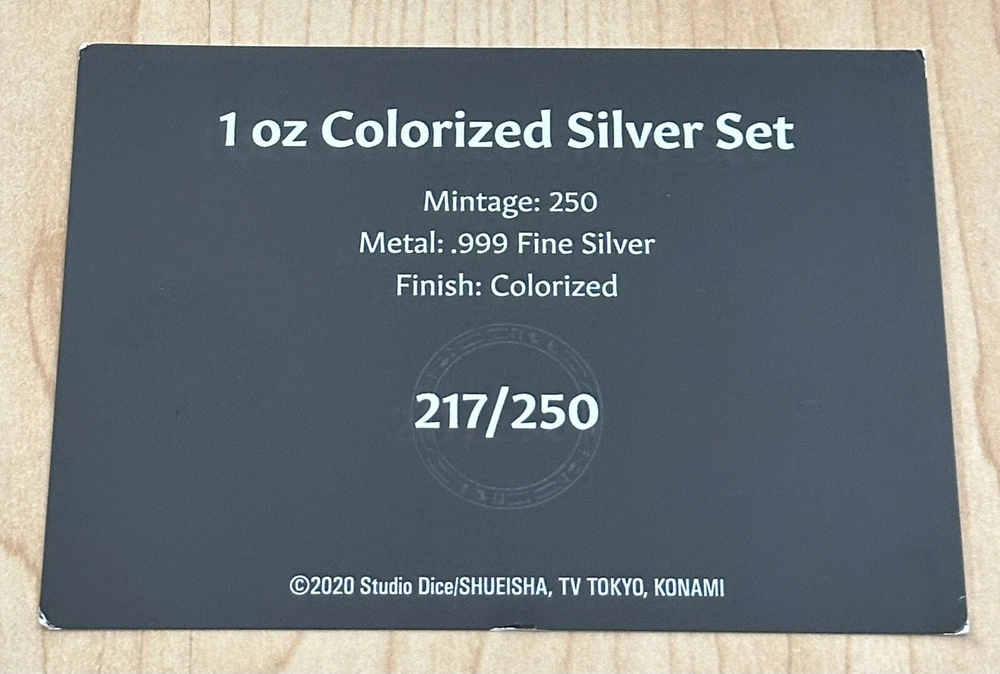 1 oz Colorized Silver Set
Mintage: 250
Metal: .999 Fine Silver
Finish: Colorized
217/250
©2020 Studio Dice/SHUEISHA, TV TOKYO, KONAMI